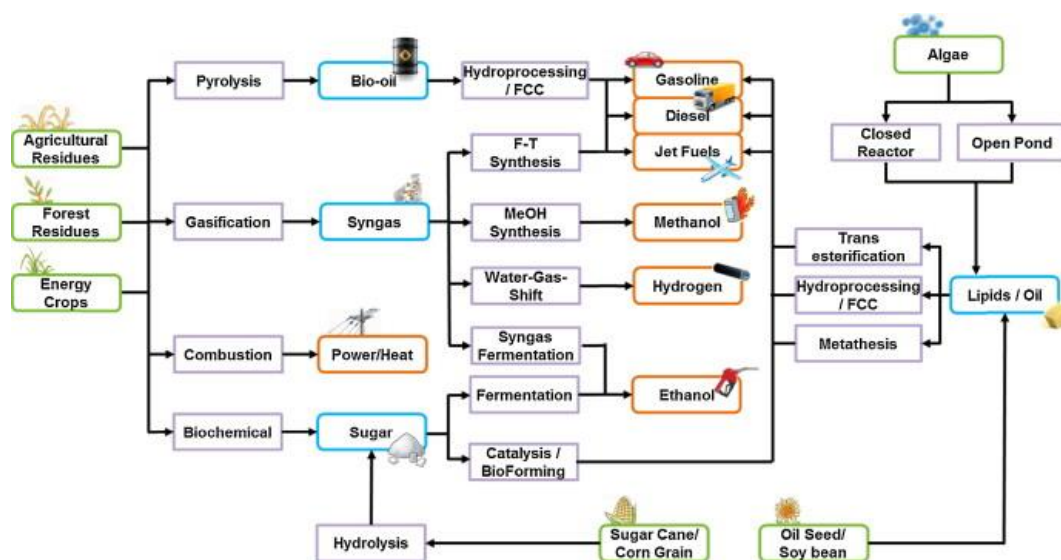 Algae
Pyrolysis
Bio-oil
Hydroprocessing
/ FCC
Gasoline
Diesel
Closed
Reactor
Open Pond
Agricultural
Residues
F-T
Synthesis
Jet Fuels
Forest
Residues
Gasification
Syngas
MeOH
Synthesis
Methanol
Trans
esterification
Energy
Crops
Water-Gas-
Shift
Hydrogen
Hydroprocessing
/ FCC
Lipids / Oil
Combustion
Power/Heat
Syngas
Fermentation
Metathesis
Fermentation
Ethanol
Biochemical
Sugar
Catalysis /
BioForming
Hydrolysis
Sugar Cane/
Corn Grain
Oil Seed/
Soy bean